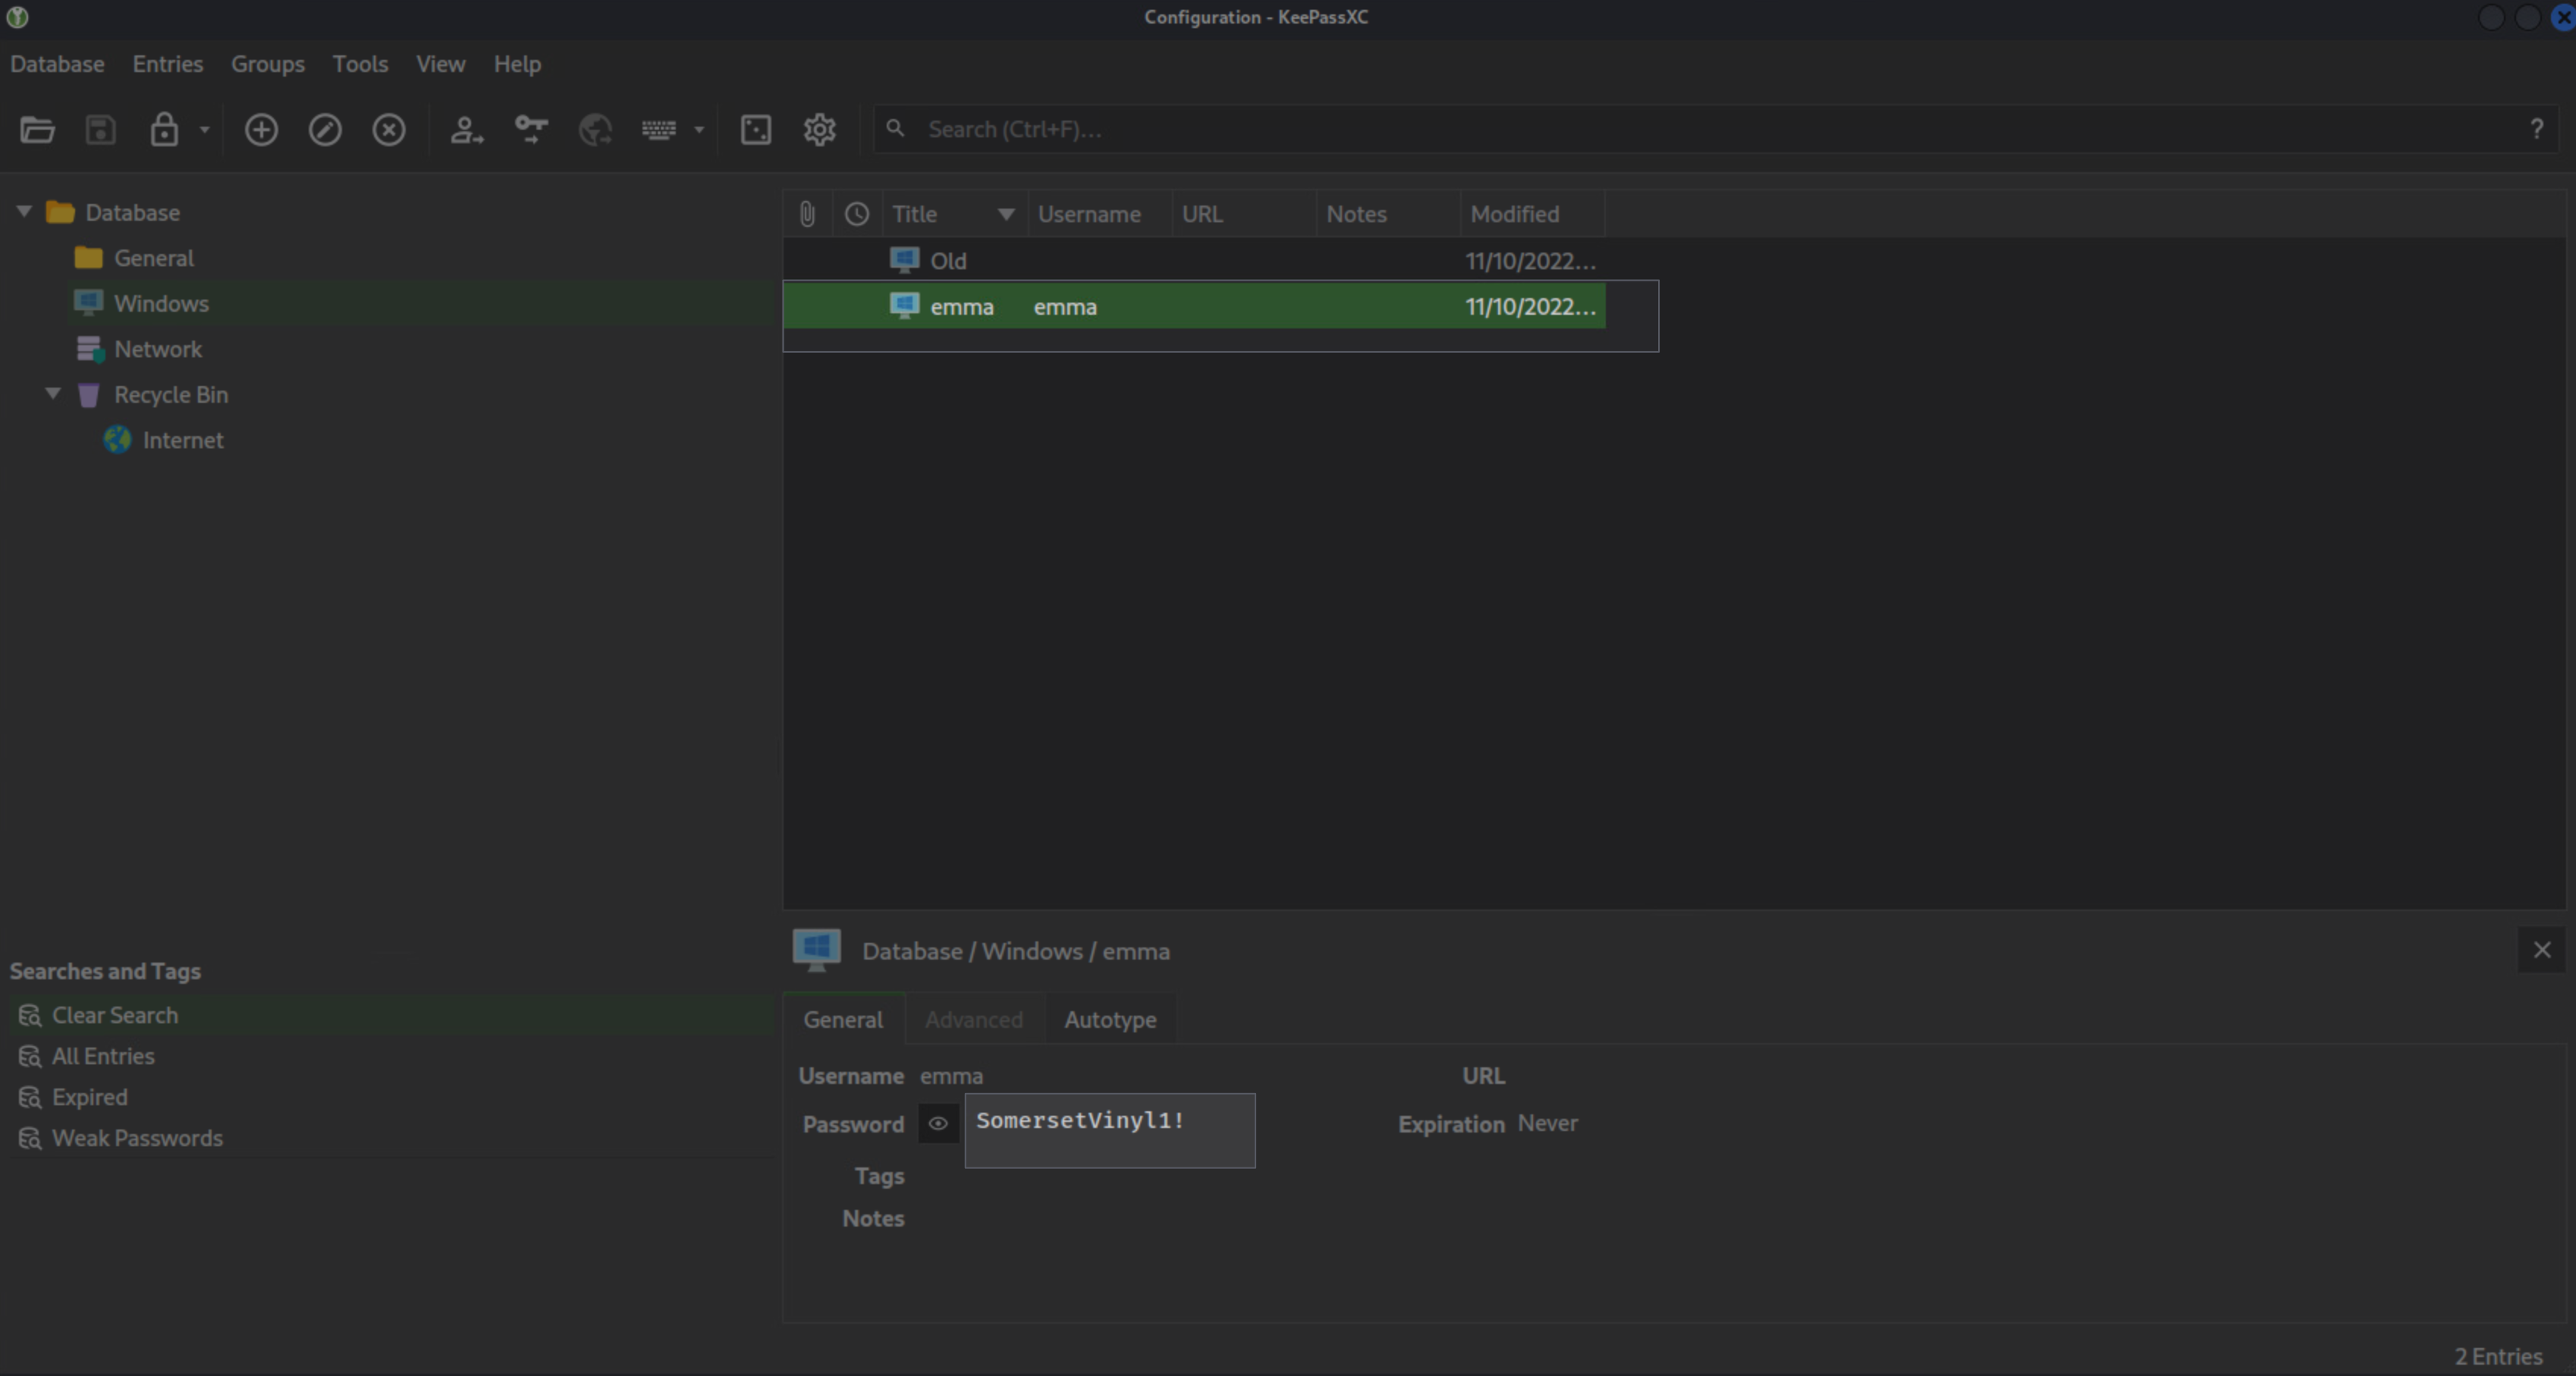 Configuration - KeePassXC
Database Entries Groups Tools View Help
Search (Ctrl+F)... ?
Database
General
Windows
Network
Recycle Bin
Internet
Title Username URL Notes Modified
Old 11/10/2022...
emma emma 11/10/2022...
Searches and Tags
Clear Search
All Entries
Expired
Weak Passwords
Database / Windows / emma
General Advanced Autotype
Username emma URL
Password SomersetVinyl1! Expiration Never
Tags
Notes
2 Entries